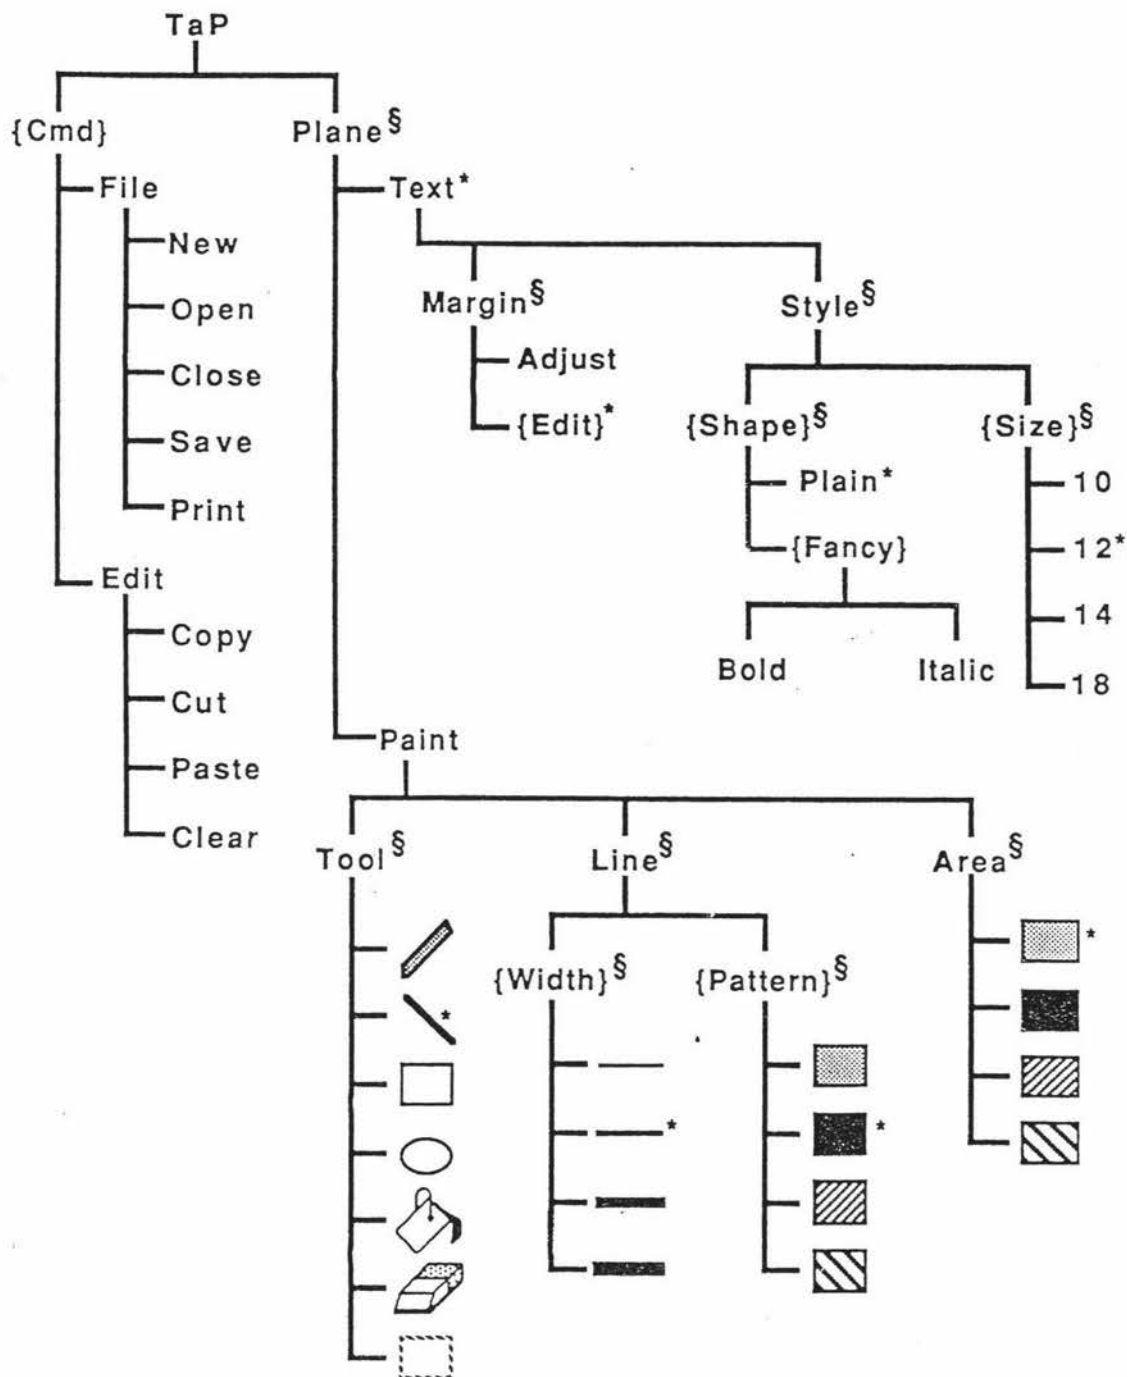 TaP
{Cmd} Plane§
File Text*
New
Margin§ Style§
Open
Adjust
Close
{Edit}* {Shape}§ {Size}§
Save
Plain* 10
Print
{Fancy} 12*
Edit
14
Copy
Bold Italic 18
Cut
Paint
Paste
Clear
Tool§ Line§ Area§
*
{Width}§ {Pattern}§
*
* *